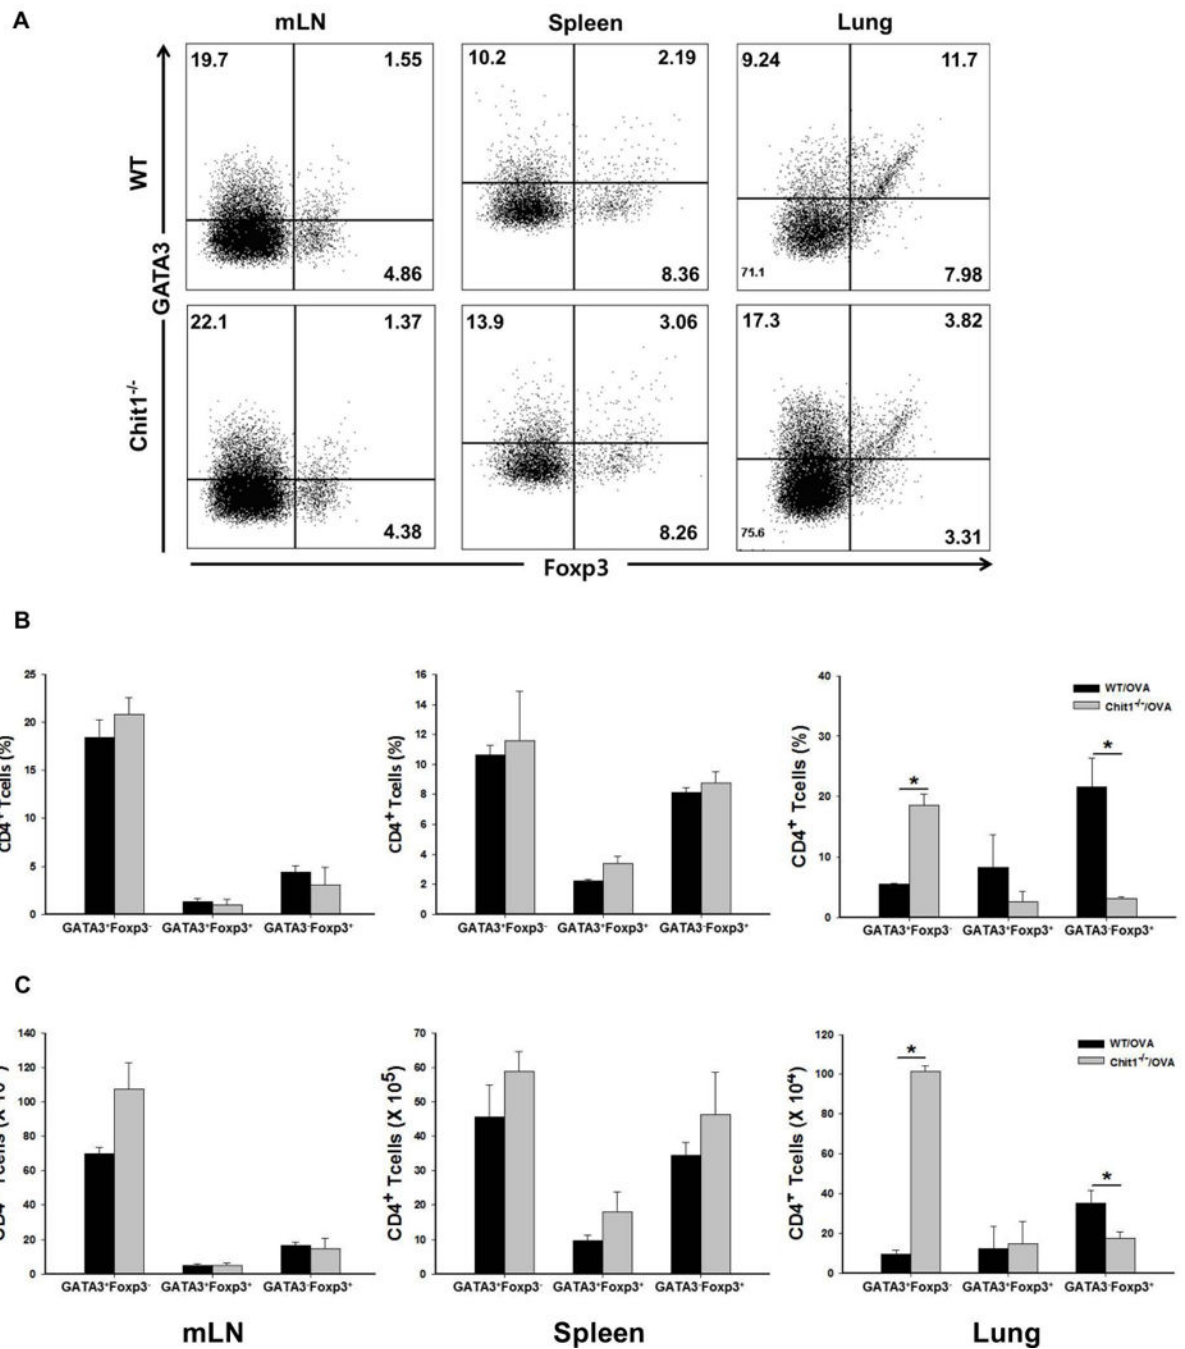 A
mLN Spleen Lung
WT
GATA3
Chit1-/-
19.7 1.55
4.86
10.2 2.19
8.36
9.24 11.7
71.1 7.98
22.1 1.37
4.38
13.9 3.06
8.26
17.3 3.82
75.6 3.31
Foxp3
B
CD4+ Tcells (%)
25
20
15
10
5
0
GATA3+Foxp3- GATA3+Foxp3+ GATA3-Foxp3+
CD4+ Tcells (%)
16
14
12
10
8
6
4
2
0
GATA3+Foxp3- GATA3+Foxp3+ GATA3-Foxp3+
CD4+ Tcells (%)
40
30
20
10
0
*
*
WT/OVA
Chit1-/-/OVA
GATA3+Foxp3- GATA3+Foxp3+ GATA3-Foxp3+
C
140
120
100
80
60
40
20
0
GATA3+Foxp3- GATA3+Foxp3+ GATA3-Foxp3+
CD4+ Tcells (X 105)
70
60
50
40
30
20
10
0
GATA3+Foxp3- GATA3+Foxp3+ GATA3-Foxp3+
CD4+ Tcells (X 104)
120
100
80
60
40
20
0
*
*
WT/OVA
Chit1-/-/OVA
GATA3+Foxp3- GATA3+Foxp3+ GATA3-Foxp3+
mLN Spleen Lung